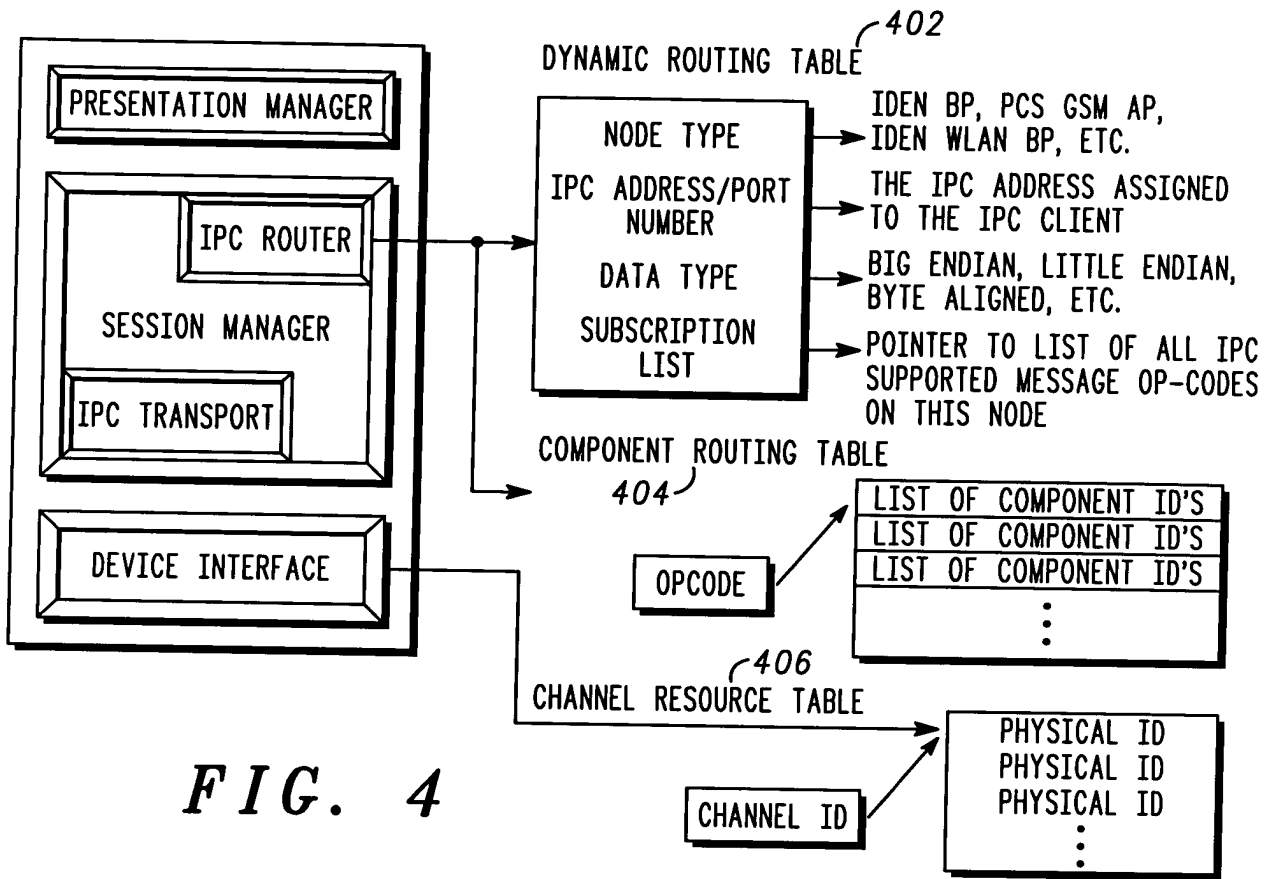 402
DYNAMIC ROUTING TABLE
PRESENTATION MANAGER
IPC ROUTER
SESSION MANAGER
IPC TRANSPORT
DEVICE INTERFACE
NODE TYPE
IPC ADDRESS/PORT
NUMBER
DATA TYPE
SUBSCRIPTION
LIST
IDEN BP, PCS GSM AP,
IDEN WLAN BP, ETC.
THE IPC ADDRESS ASSIGNED
TO THE IPC CLIENT
BIG ENDIAN, LITTLE ENDIAN,
BYTE ALIGNED, ETC.
POINTER TO LIST OF ALL IPC
SUPPORTED MESSAGE OP-CODES
ON THIS NODE
COMPONENT ROUTING TABLE
404
OPCODE
LIST OF COMPONENT ID'S
LIST OF COMPONENT ID'S
LIST OF COMPONENT ID'S
406
CHANNEL RESOURCE TABLE
CHANNEL ID
PHYSICAL ID
PHYSICAL ID
PHYSICAL ID
FIG. 4